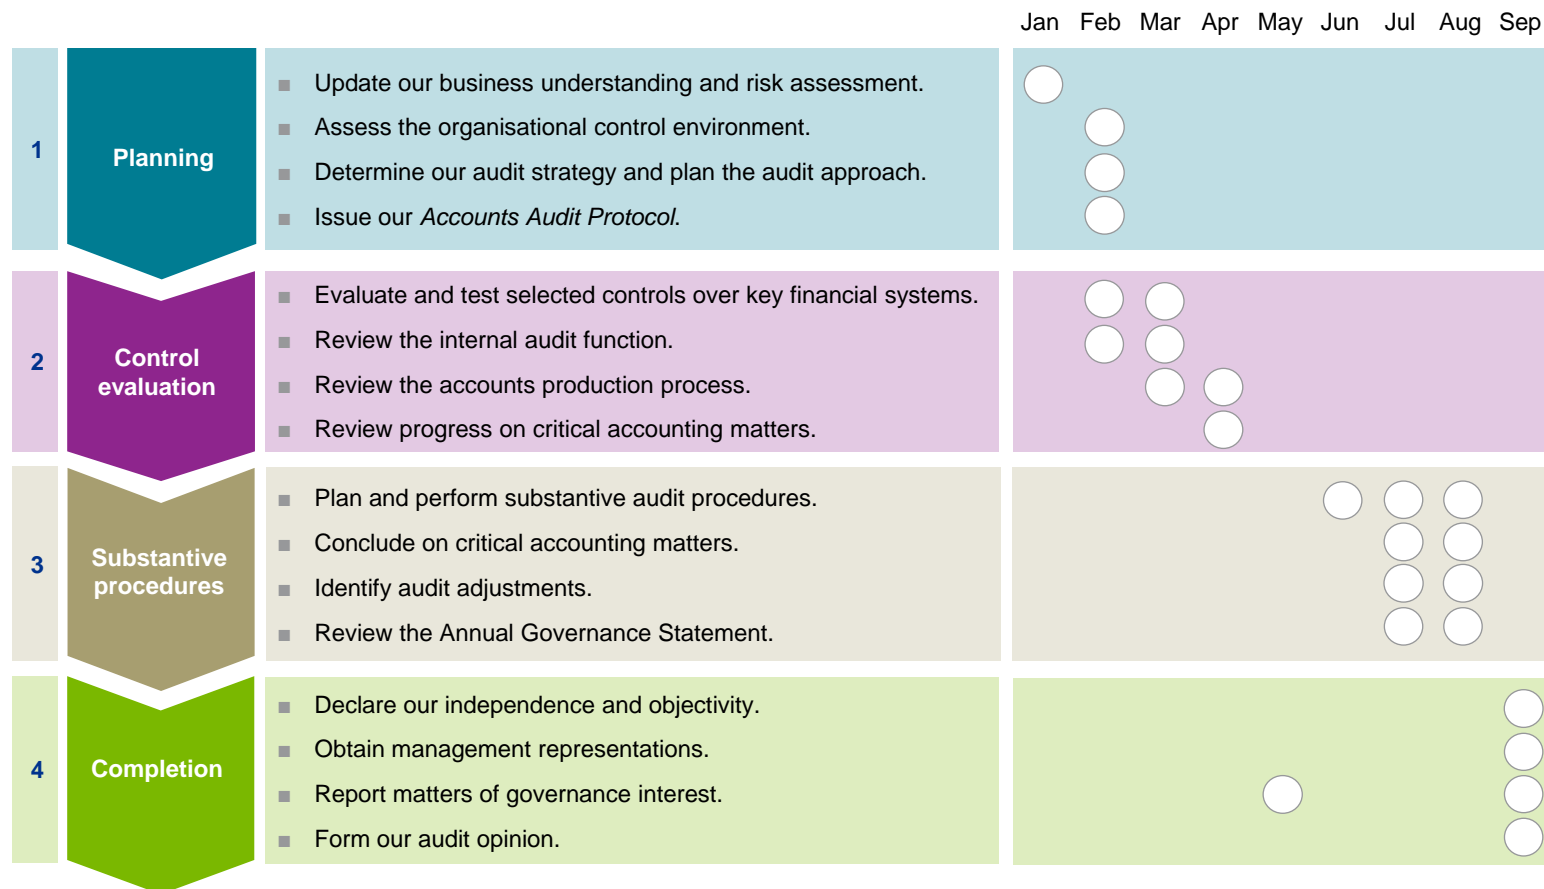 Jan Feb Mar Apr May Jun Jul Aug Sep
1
Planning
■ Update our business understanding and risk assessment.
■ Assess the organisational control environment.
■ Determine our audit strategy and plan the audit approach.
■ Issue our Accounts Audit Protocol.
2
Control
evaluation
■ Evaluate and test selected controls over key financial systems.
■ Review the internal audit function.
■ Review the accounts production process.
■ Review progress on critical accounting matters.
3
Substantive
procedures
■ Plan and perform substantive audit procedures.
■ Conclude on critical accounting matters.
■ Identify audit adjustments.
■ Review the Annual Governance Statement.
4
Completion
■ Declare our independence and objectivity.
■ Obtain management representations.
■ Report matters of governance interest.
■ Form our audit opinion.